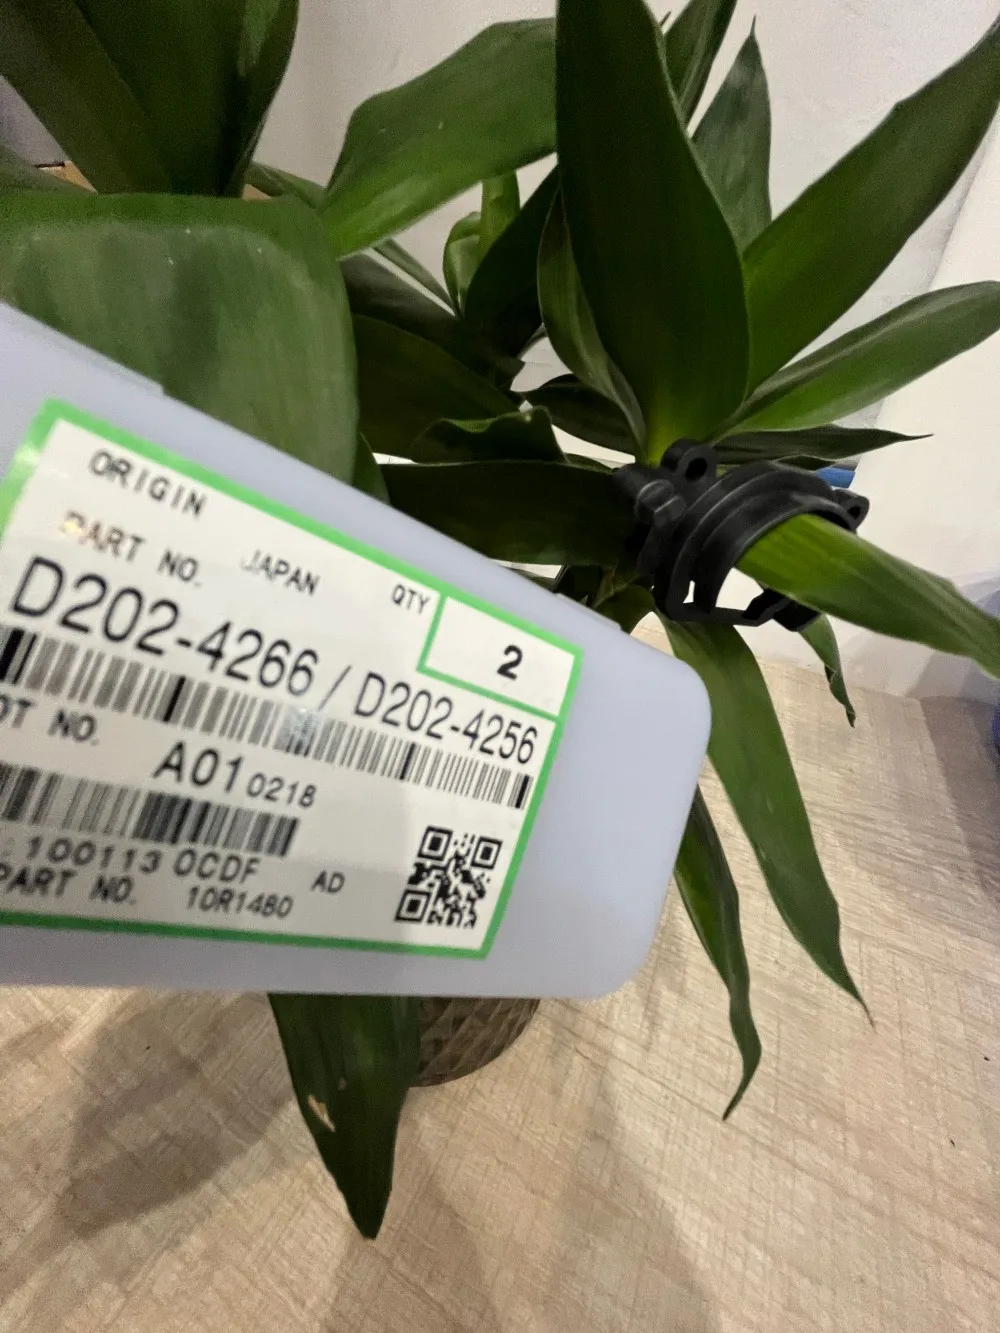 ORIGIN
JAPAN
PART NO.
QTY
2
D202-4266 / D202-4256
OT NO.
A01 0218
100113 0CDF
AD
PART NO. 10R1480